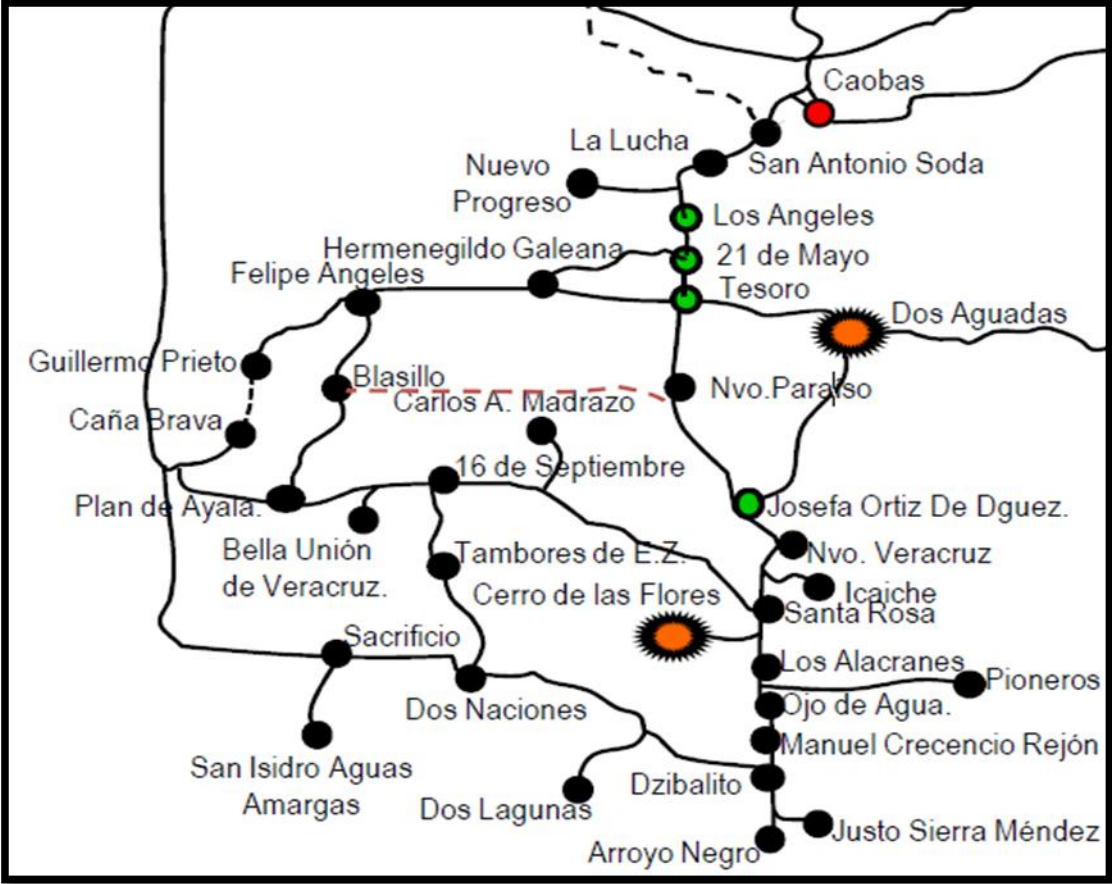 Caobas
La Lucha
San Antonio Soda
Nuevo
Progreso
Los Angeles
Hermenegildo Galeana
21 de Mayo
Felipe Angeles
Tesoro
Dos Aguadas
Guillermo Prieto
Blasillo
Nvo.Paraíso
Carlos A. Madrazo
Caña Brava
16 de Septiembre
Plan de Ayala.
Josefa Ortiz De Dguez.
Bella Unión
de Veracruz.
Tambores de E.Z.
Nvo. Veracruz
Cerro de las Flores
Icaiche
Santa Rosa
Sacrificio
Los Alacranes
Pioneros
Dos Naciones
Ojo de Agua.
Manuel Crecencio Rejón
San Isidro Aguas
Amargas
Dos Lagunas
Dzibalito
Justo Sierra Méndez
Arroyo Negro